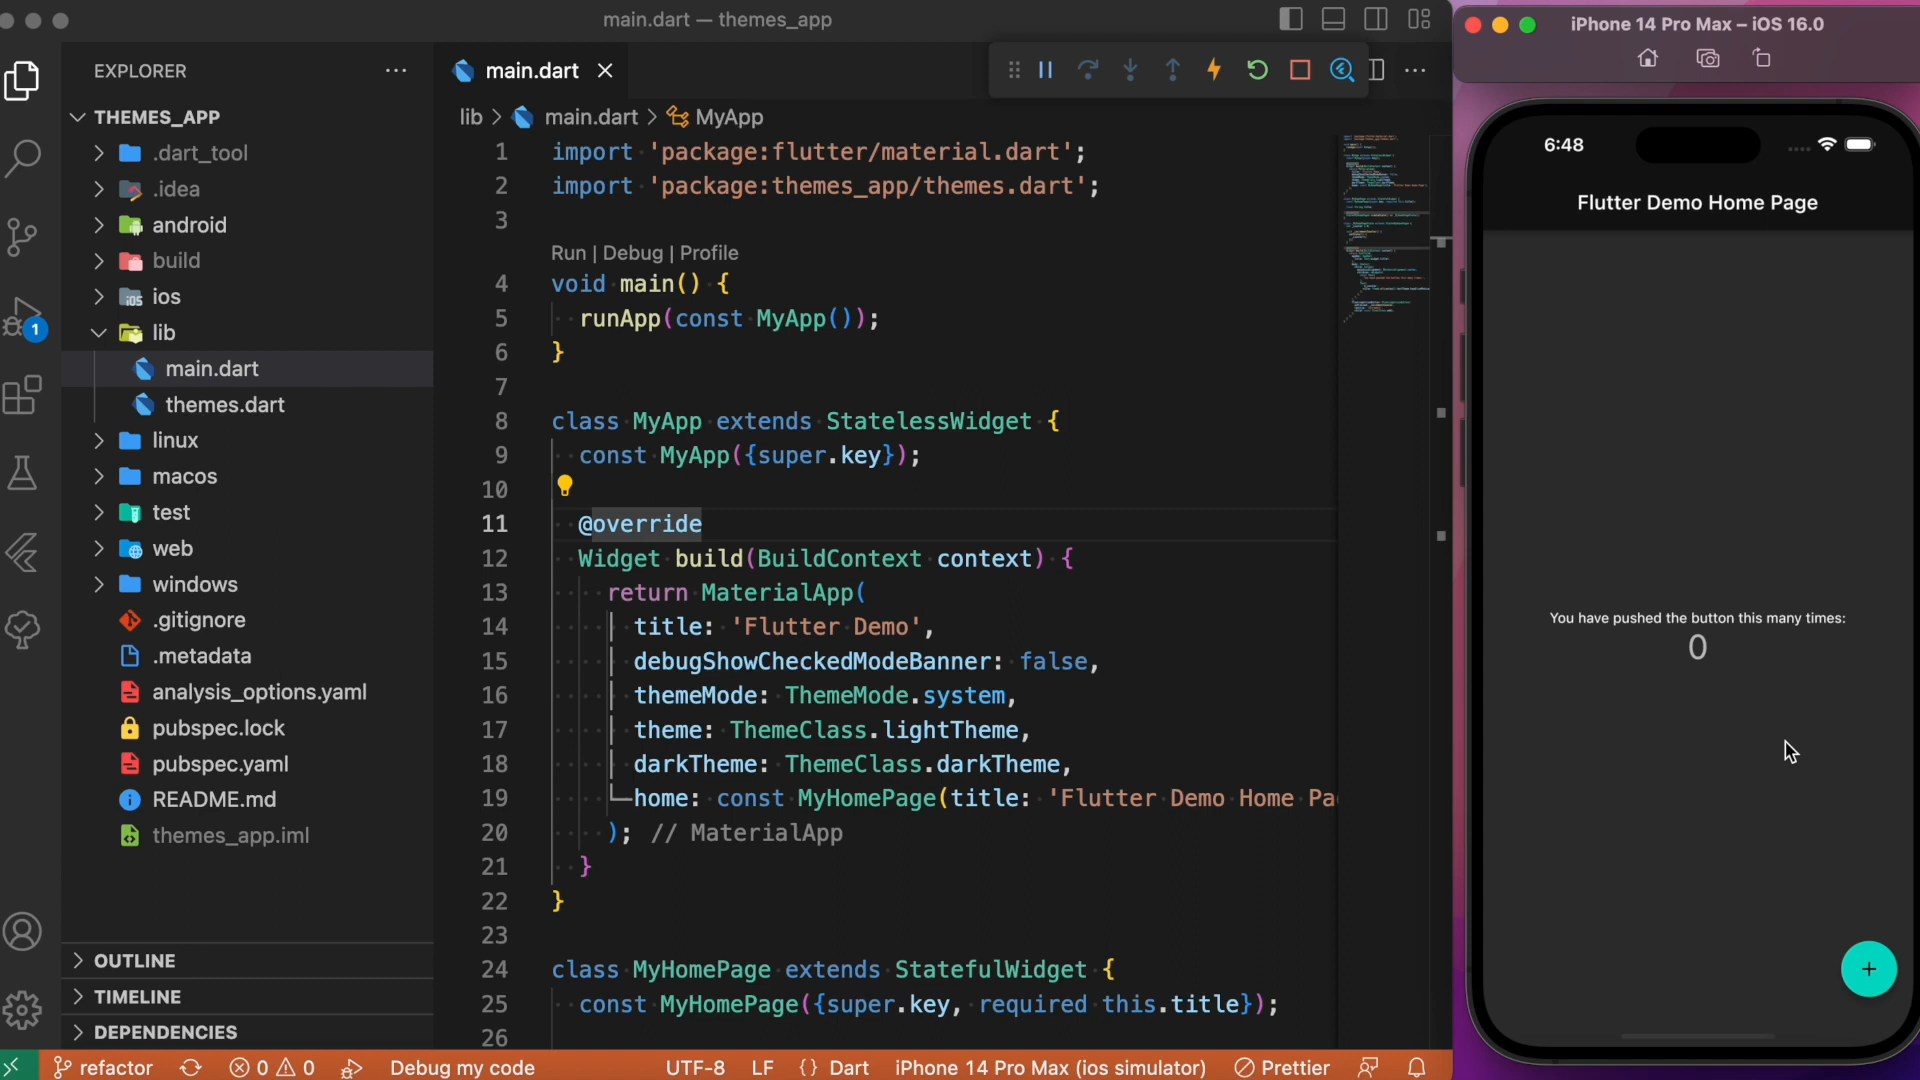 main.dart — themes_app
EXPLORER
THEMES_APP
.dart_tool
.idea
android
build
ios
lib
main.dart
themes.dart
linux
macos
test
web
windows
.gitignore
.metadata
analysis_options.yaml
pubspec.lock
pubspec.yaml
README.md
themes_app.iml
OUTLINE
TIMELINE
DEPENDENCIES
1
main.dart
lib > main.dart > MyApp
1 import 'package:flutter/material.dart';
2 import 'package:themes_app/themes.dart';
3
Run | Debug | Profile
4 void main() {
5 runApp(const MyApp());
6 }
7
8 class MyApp extends StatelessWidget {
9 const MyApp({super.key});
10
11 @override
12 Widget build(BuildContext context) {
13 return MaterialApp(
14 title: 'Flutter Demo',
15 debugShowCheckedModeBanner: false,
16 themeMode: ThemeMode.system,
17 theme: ThemeClass.lightTheme,
18 darkTheme: ThemeClass.darkTheme,
19 home: const MyHomePage(title: 'Flutter Demo Home Pa
20 ); // MaterialApp
21 }
22 }
23
24 class MyHomePage extends StatefulWidget {
25 const MyHomePage({super.key, required this.title});
26
refactor 0 0 Debug my code UTF-8 LF {} Dart iPhone 14 Pro Max (ios simulator) Prettier
iPhone 14 Pro Max – iOS 16.0
6:48
Flutter Demo Home Page
You have pushed the button this many times:
0
+